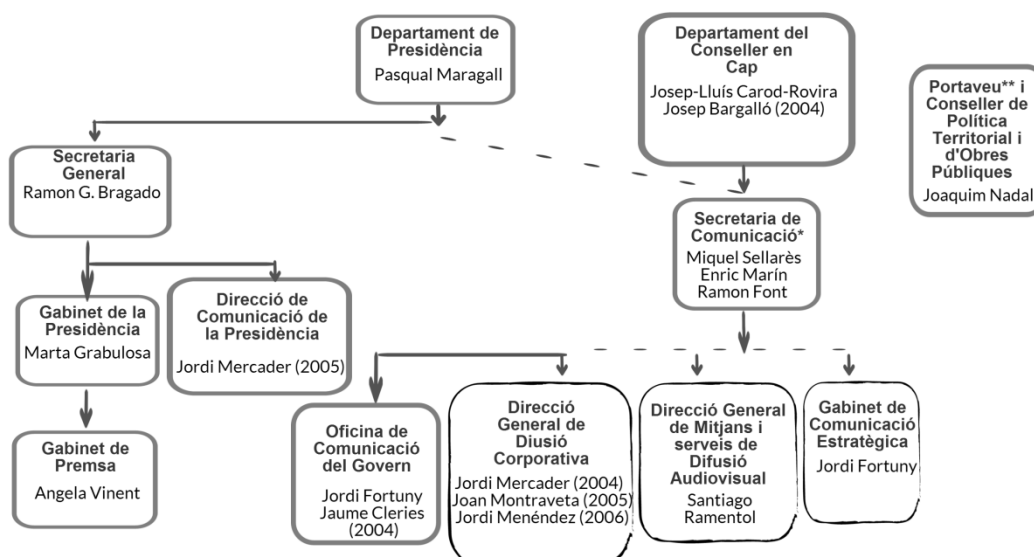 Departament de
Presidència
Pasqual Maragall
Departament del
Conseller en
Cap
Josep-Lluís Carod-Rovira
Josep Bargalló (2004)
Portaveu** i
Conseller de
Política
Territorial i
d'Obres
Públiques
Joaquim Nadal
Secretaria
General
Ramon G. Bragado
Secretaria de
Comunicació*
Miquel Sellarès
Enric Marín
Ramon Font
Gabinet de la
Presidència
Marta Grabulosa
Direcció de
Comunicació de
la Presidència
Jordi Mercader (2005)
Gabinet de
Premsa
Angela Vinent
Oficina de
Comunicació
del Govern
Jordi Fortuny
Jaume Cleries
(2004)
Direcció
General de
Diusió
Corporativa
Jordi Mercader (2004)
Joan Montraveta (2005)
Jordi Menéndez (2006)
Direcció General
de Mitjans i
serveis de
Difusió
Audiovisual
Santiago
Ramentol
Gabinet de
Comunicació
Estratègica
Jordi Fortuny